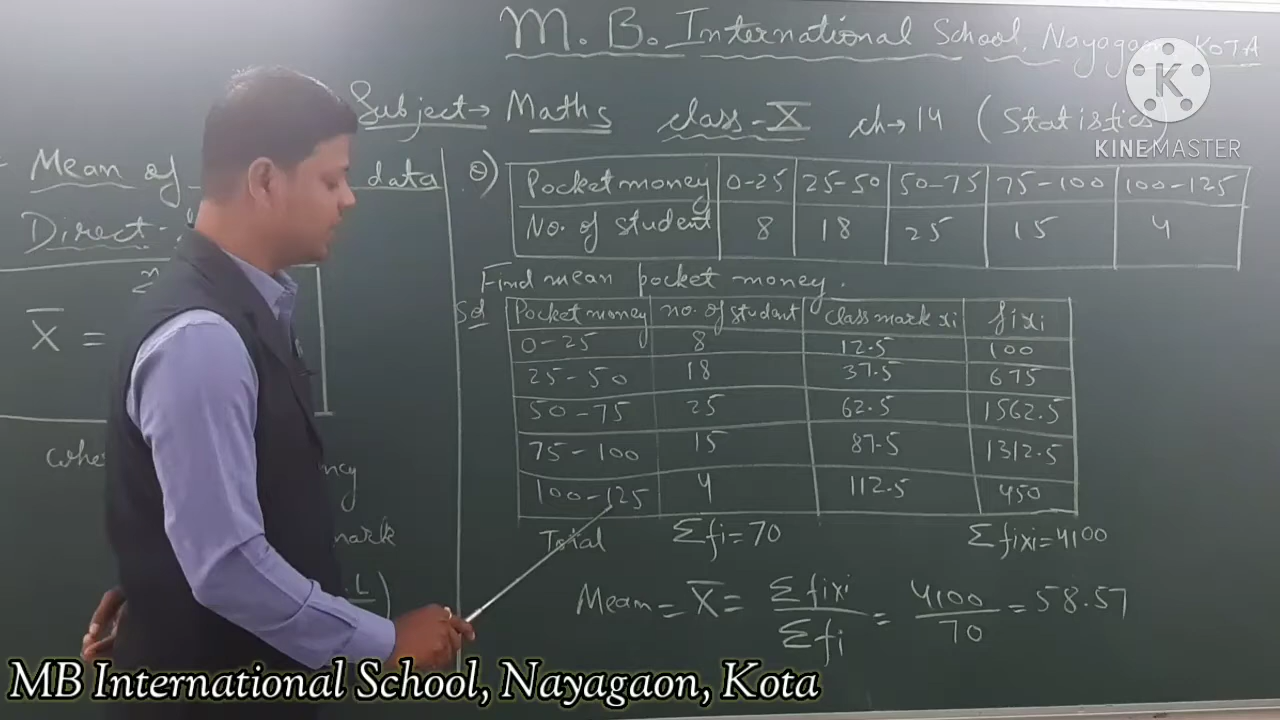 M. B. International School, Nayagaon, KOTA
Subject→ Maths class-X ch→14 (Statistics)
KINEMASTER
Mean of data
Direct
X̄ =
mark
Q) Pocket money 0-25 25-50 50-75 75-100 100-125
No. of student 8 18 25 15 4
Find mean pocket money.
Sol Pocket money no. of student class mark xi fixi
0-25 8 12.5 100
25-50 18 37.5 675
50-75 25 62.5 1562.5
75-100 15 87.5 1312.5
100-125 4 112.5 450
Total Σfi=70 Σfixi=4100
Mean = X̄ = Σfixi/Σfi = 4100/70 = 58.57
MB International School, Nayagaon, Kota